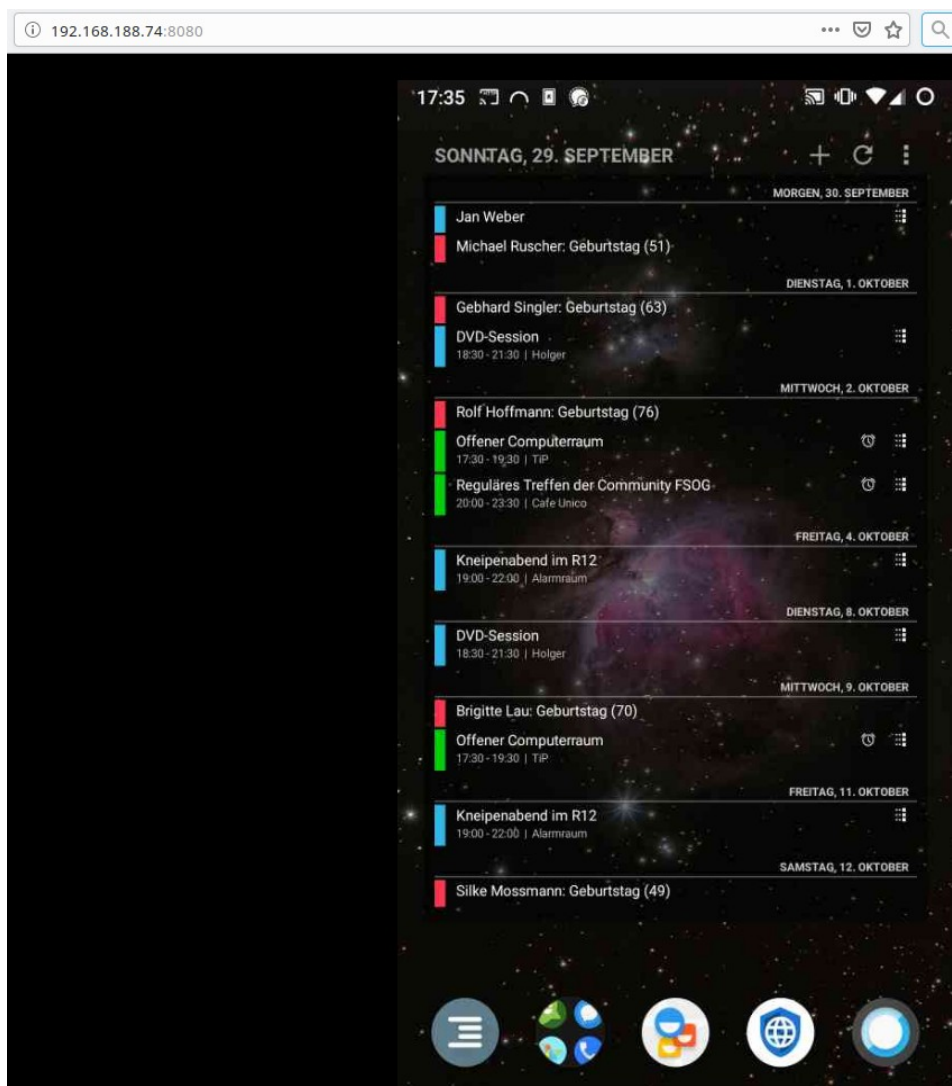 192.168.188.74:8080
17:35
SONNTAG, 29. SEPTEMBER
MORGEN, 30. SEPTEMBER
Jan Weber
Michael Ruscher: Geburtstag (51)
DIENSTAG, 1. OKTOBER
Gebhard Singler: Geburtstag (63)
DVD-Session
18:30 - 21:30 | Holger
MITTWOCH, 2. OKTOBER
Rolf Hoffmann: Geburtstag (76)
Offener Computerraum
17:30 - 19:30 | TiP
Reguläres Treffen der Community FSOG
20:00 - 23:30 | Cafe Unico
FREITAG, 4. OKTOBER
Kneipenabend im R12
19:00 - 22:00 | Alarmraum
DIENSTAG, 8. OKTOBER
DVD-Session
18:30 - 21:30 | Holger
MITTWOCH, 9. OKTOBER
Brigitte Lau: Geburtstag (70)
Offener Computerraum
17:30 - 19:30 | TiP
FREITAG, 11. OKTOBER
Kneipenabend im R12
19:00 - 22:00 | Alarmraum
SAMSTAG, 12. OKTOBER
Silke Mossmann: Geburtstag (49)